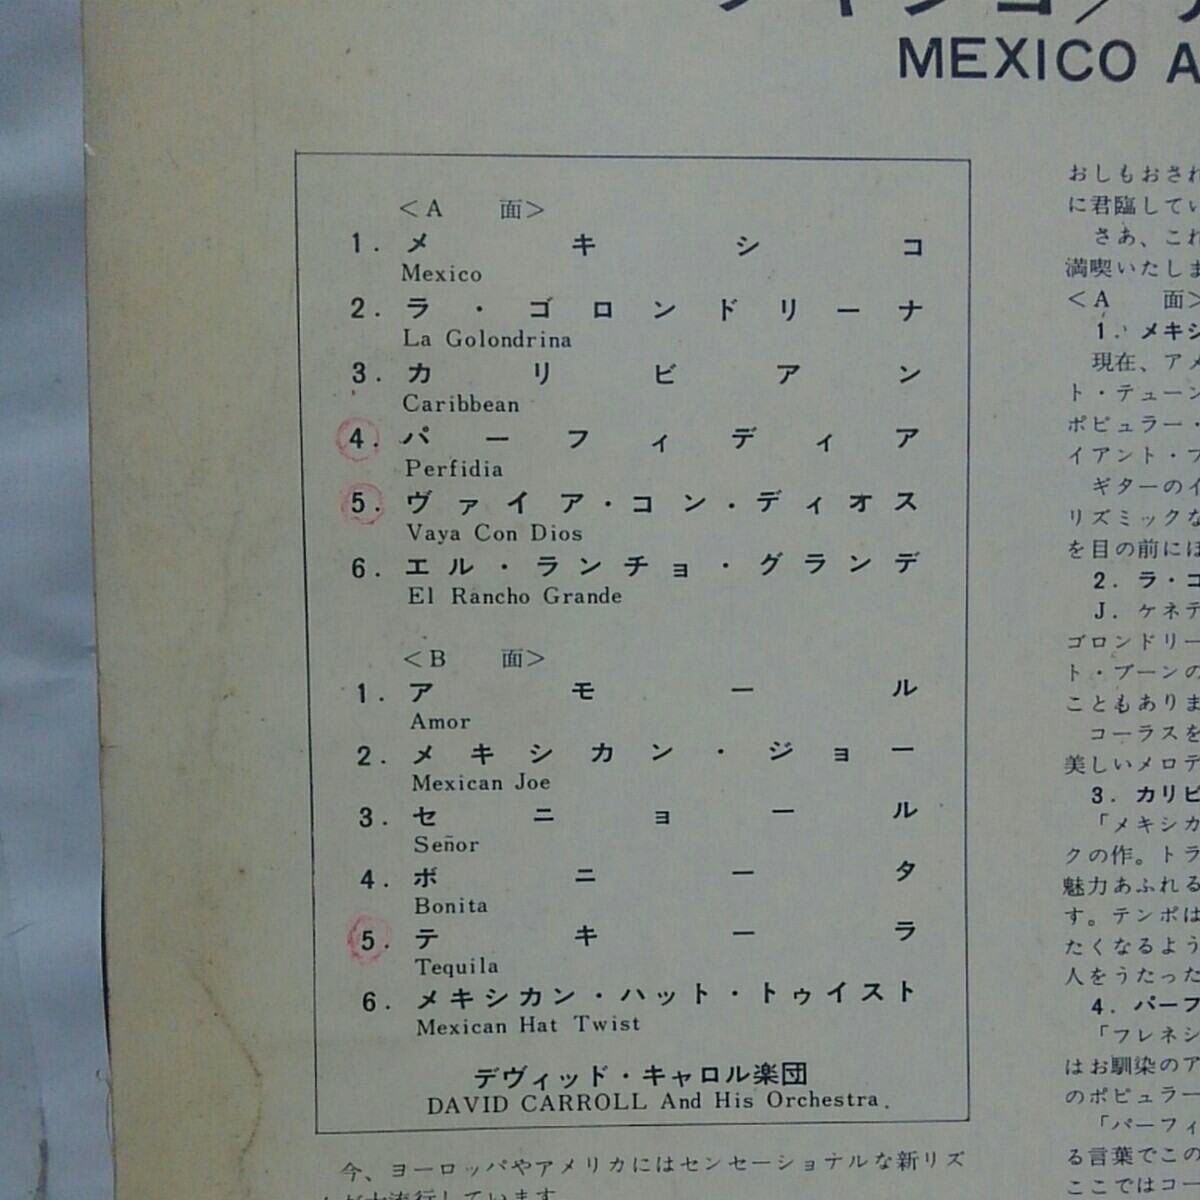 MEXICO
<A 面>
1. メキシコ
Mexico
2. ラ・ゴロンドリーナ
La Golondrina
3. カリビアン
Caribbean
4. パーフィディア
Perfidia
5. ヴァイア・コン・ディオス
Vaya Con Dios
6. エル・ランチョ・グランデ
El Rancho Grande
<B 面>
1. アモール
Amor
2. メキシカン・ジョー
Mexican Joe
3. セニョール
Señor
4. ボニータ
Bonita
5. テキーラ
Tequila
6. メキシカン・ハット・トゥイスト
Mexican Hat Twist
デヴィッド・キャロル楽団
DAVID CARROLL And His Orchestra.
今、ヨーロッパやアメリカにはセンセーショナルな新リズ
おしもおされ
に君臨してい
さあ、これ
満喫いたしま
<A 面>
1. メキシ
現在、アメ
ト・テューン
ポピュラー・
イアント・フ
ギターのイ
リズミックな
を目の前には
2. ラ・ゴ
J. ケネデ
ゴロンドリー
ト・ブーンの
こともありま
コーラスを
美しいメロデ
3. カリビ
「メキシカ
クの作。トラ
魅力あふれる
す。テンポは
たくなるよう
人をうたった
4. パーフ
「フレネシ
はお馴染のア
のポピュラー
「パーフィ
る言葉でこの
ここではコー